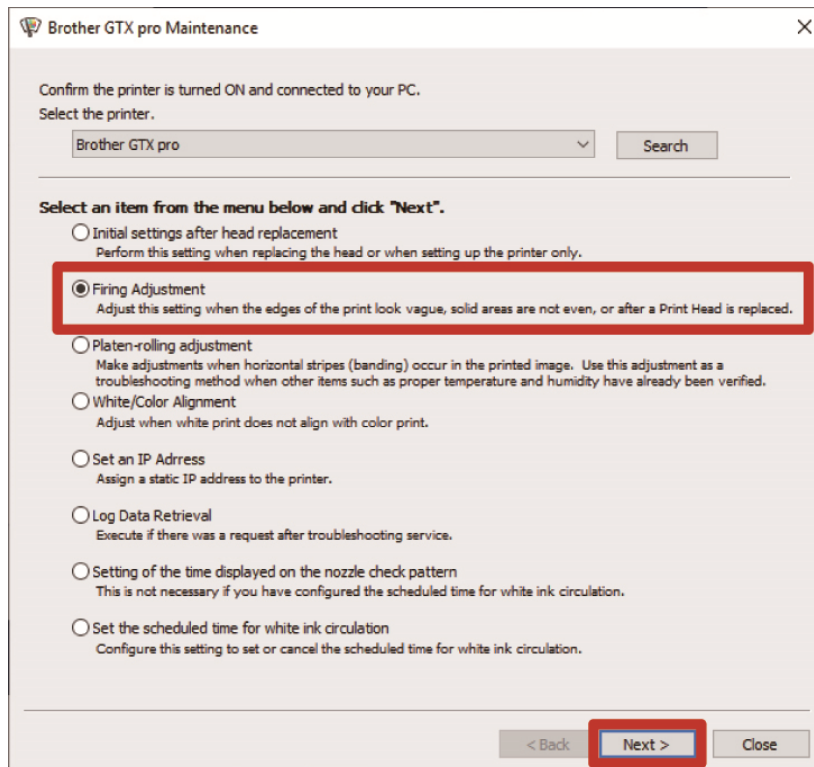 Brother GTX pro Maintenance
Confirm the printer is turned ON and connected to your PC.
Select the printer.
Brother GTX pro
Search
Select an item from the menu below and click "Next".
Initial settings after head replacement
Perform this setting when replacing the head or when setting up the printer only.
Firing Adjustment
Adjust this setting when the edges of the print look vague, solid areas are not even, or after a Print Head is replaced.
Platen-rolling adjustment
Make adjustments when horizontal stripes (banding) occur in the printed image. Use this adjustment as a
troubleshooting method when other items such as proper temperature and humidity have already been verified.
White/Color Alignment
Adjust when white print does not align with color print.
Set an IP Adrress
Assign a static IP address to the printer.
Log Data Retrieval
Execute if there was a request after troubleshooting service.
Setting of the time displayed on the nozzle check pattern
This is not necessary if you have configured the scheduled time for white ink circulation.
Set the scheduled time for white ink circulation
Configure this setting to set or cancel the scheduled time for white ink circulation.
< Back
Next >
Close